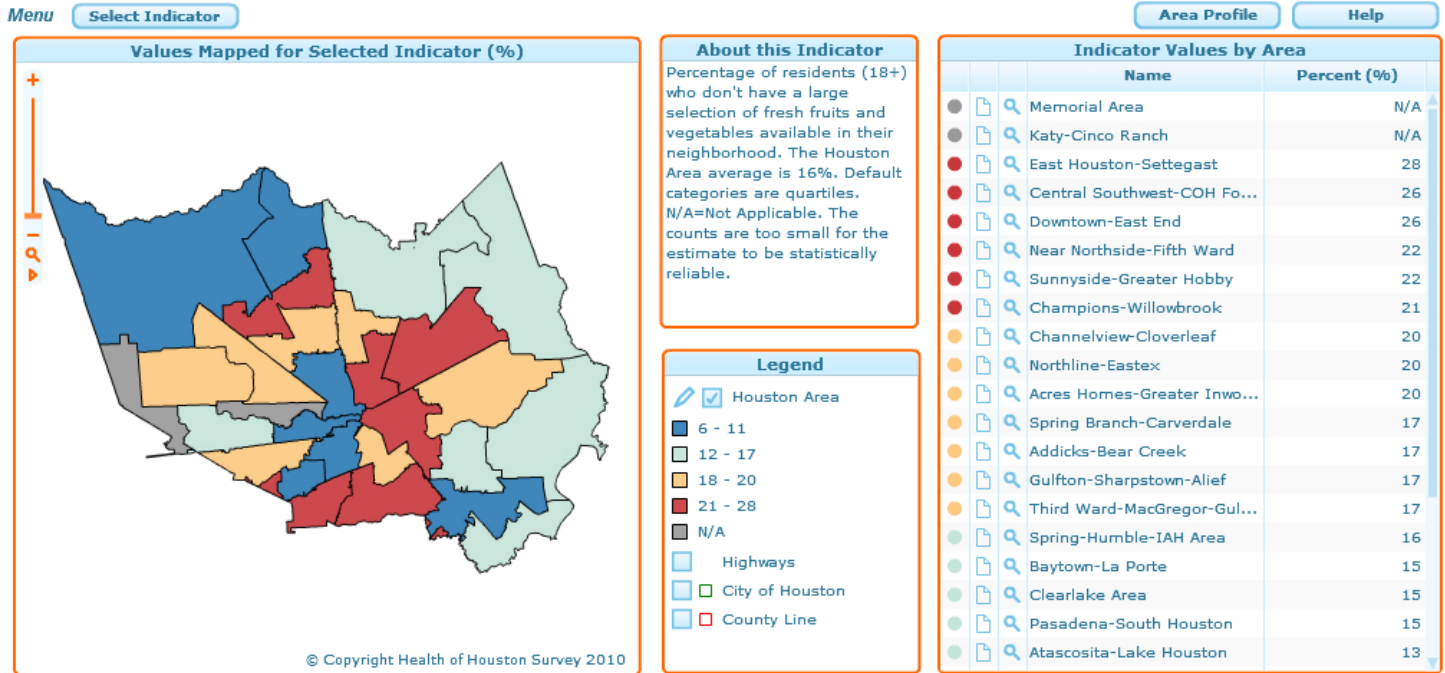 Menu Select Indicator Area Profile Help
Values Mapped for Selected Indicator (%)
© Copyright Health of Houston Survey 2010
About this Indicator
Percentage of residents (18+)
who don't have a large
selection of fresh fruits and
vegetables available in their
neighborhood. The Houston
Area average is 16%. Default
categories are quartiles.
N/A=Not Applicable. The
counts are too small for the
estimate to be statistically
reliable.
Legend
Houston Area
6 - 11
12 - 17
18 - 20
21 - 28
N/A
Highways
City of Houston
County Line
Indicator Values by Area
Name Percent (%)
Memorial Area N/A
Katy-Cinco Ranch N/A
East Houston-Settegast 28
Central Southwest-COH Fo... 26
Downtown-East End 26
Near Northside-Fifth Ward 22
Sunnyside-Greater Hobby 22
Champions-Willowbrook 21
Channelview-Cloverleaf 20
Northline-Eastex 20
Acres Homes-Greater Inwo... 20
Spring Branch-Carverdale 17
Addicks-Bear Creek 17
Gulfton-Sharpstown-Alief 17
Third Ward-MacGregor-Gul... 17
Spring-Humble-IAH Area 16
Baytown-La Porte 15
Clearlake Area 15
Pasadena-South Houston 15
Atascosita-Lake Houston 13